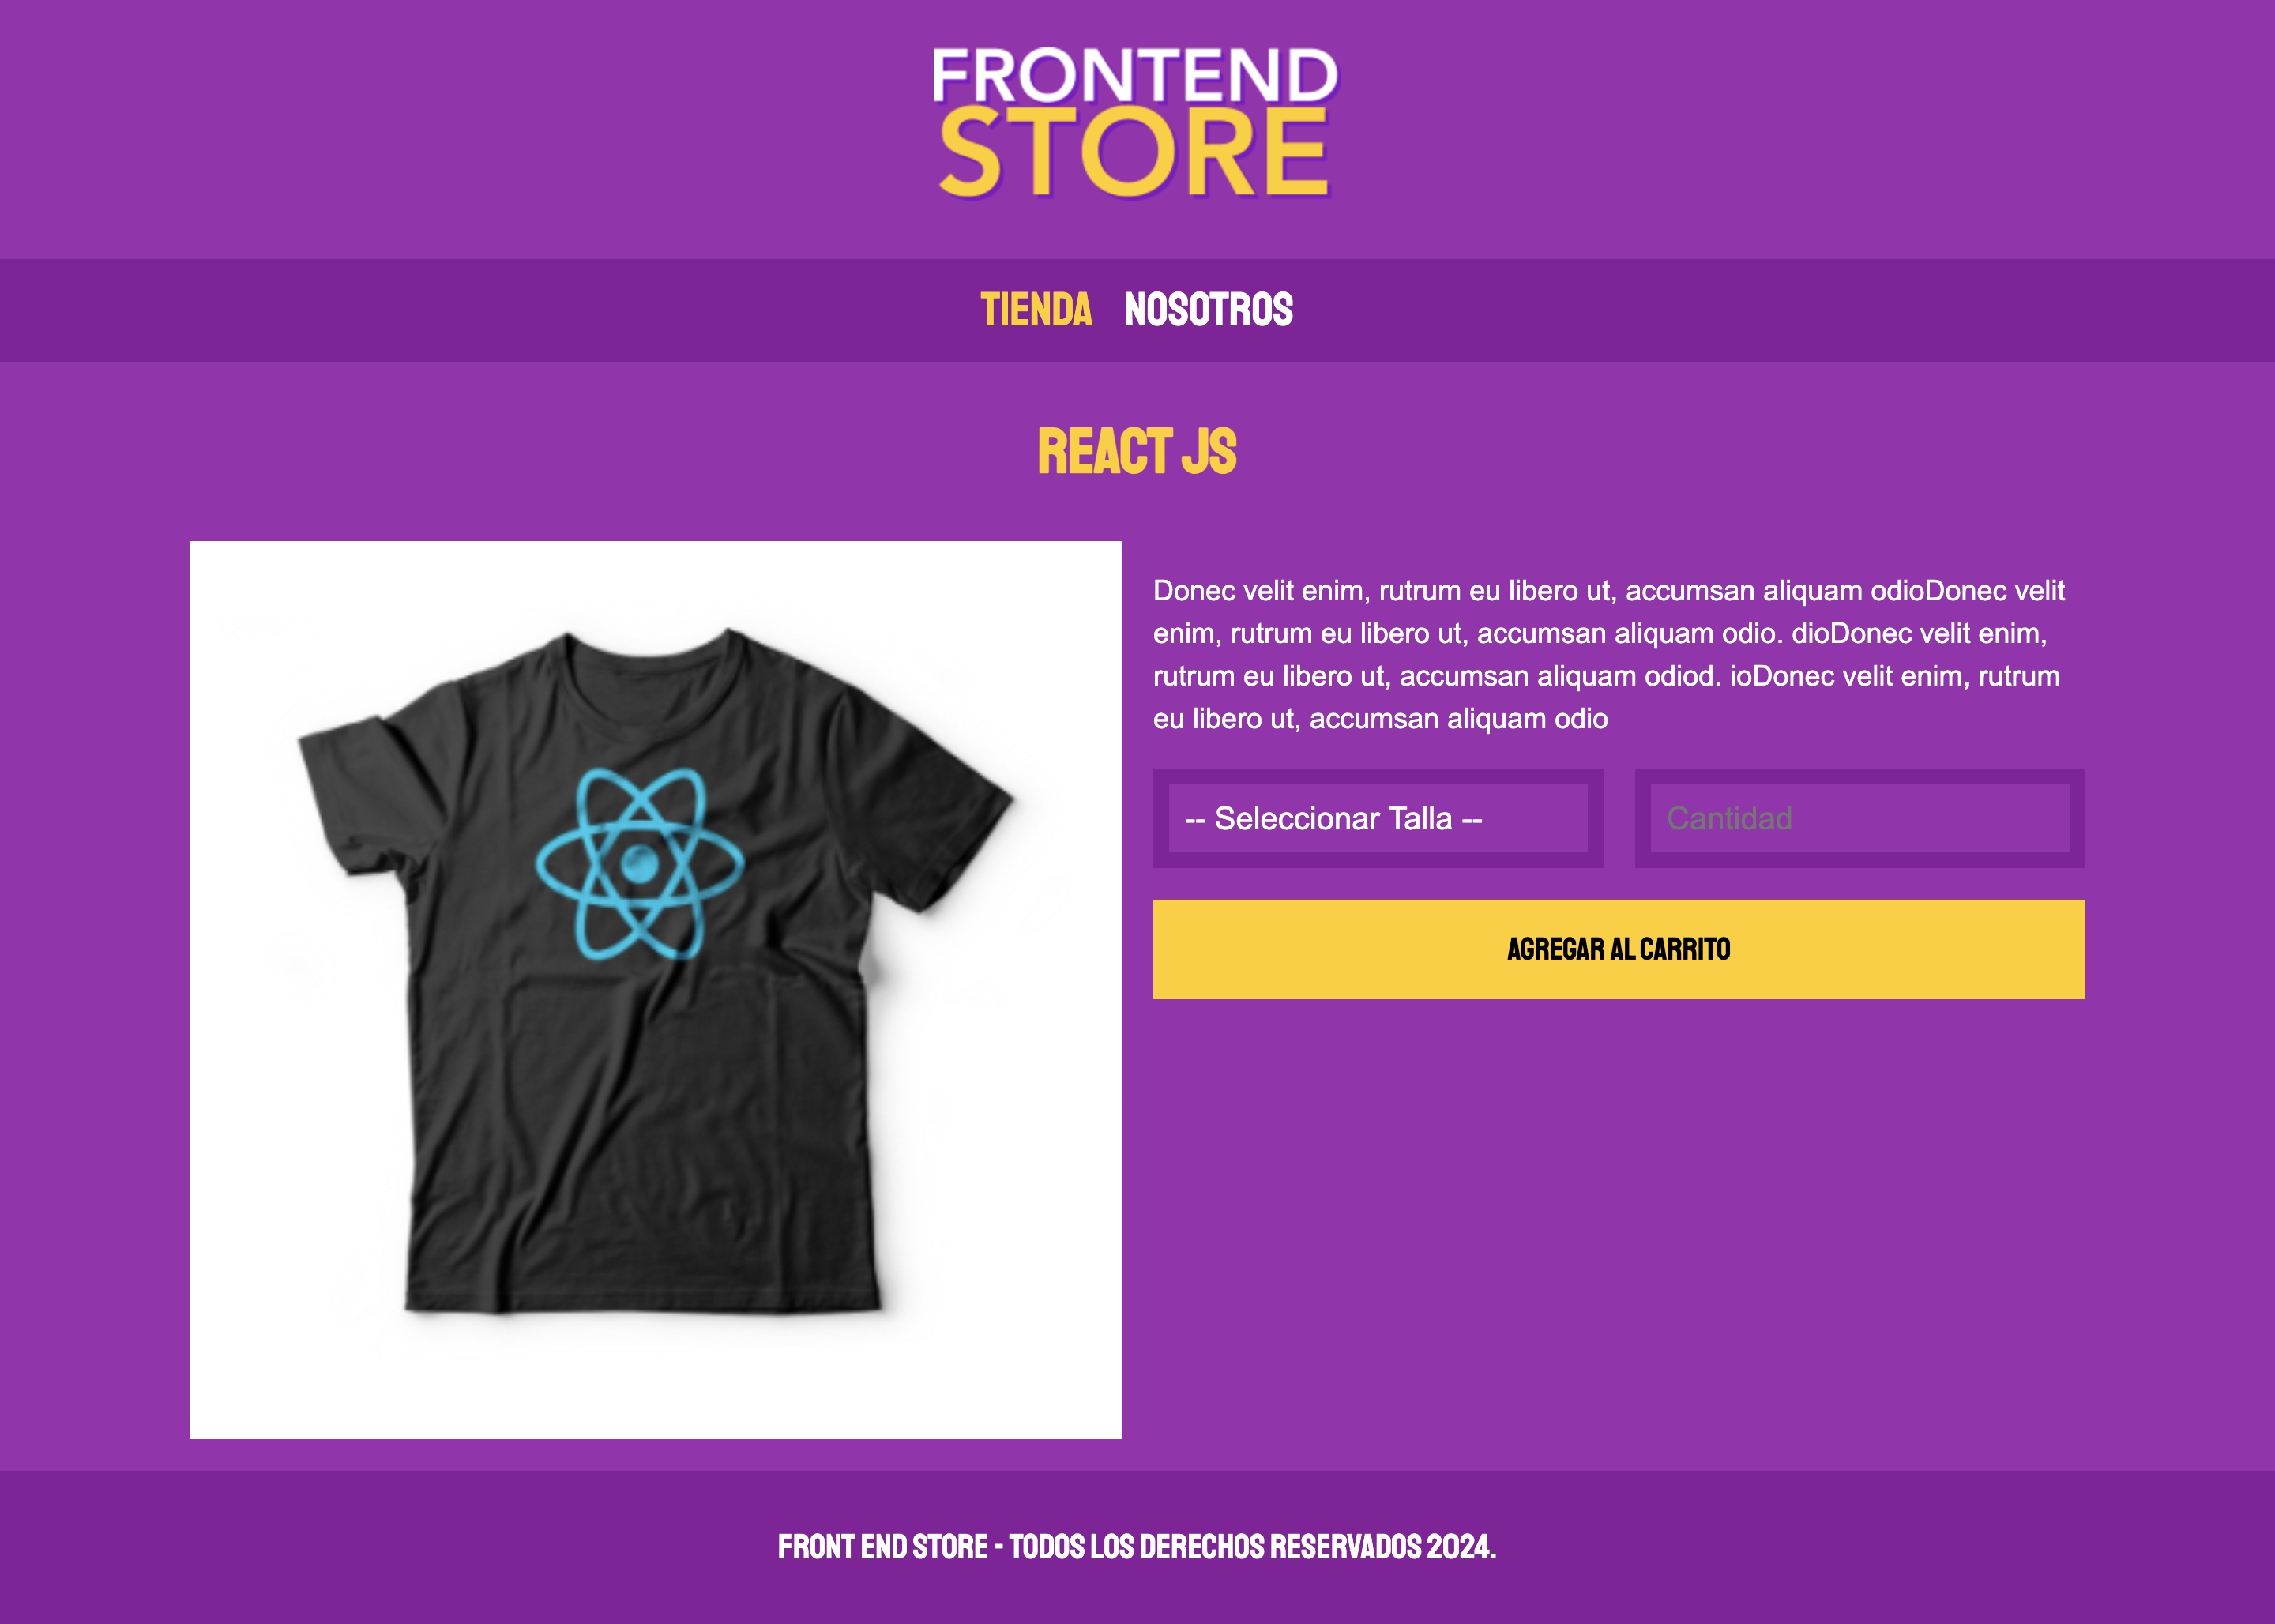 FRONTEND
STORE
TIENDA NOSOTROS
REACT JS
Donec velit enim, rutrum eu libero ut, accumsan aliquam odioDonec velit
enim, rutrum eu libero ut, accumsan aliquam odio. dioDonec velit enim,
rutrum eu libero ut, accumsan aliquam odiod. ioDonec velit enim, rutrum
eu libero ut, accumsan aliquam odio
-- Seleccionar Talla -- Cantidad
AGREGAR AL CARRITO
FRONT END STORE - TODOS LOS DERECHOS RESERVADOS 2024.